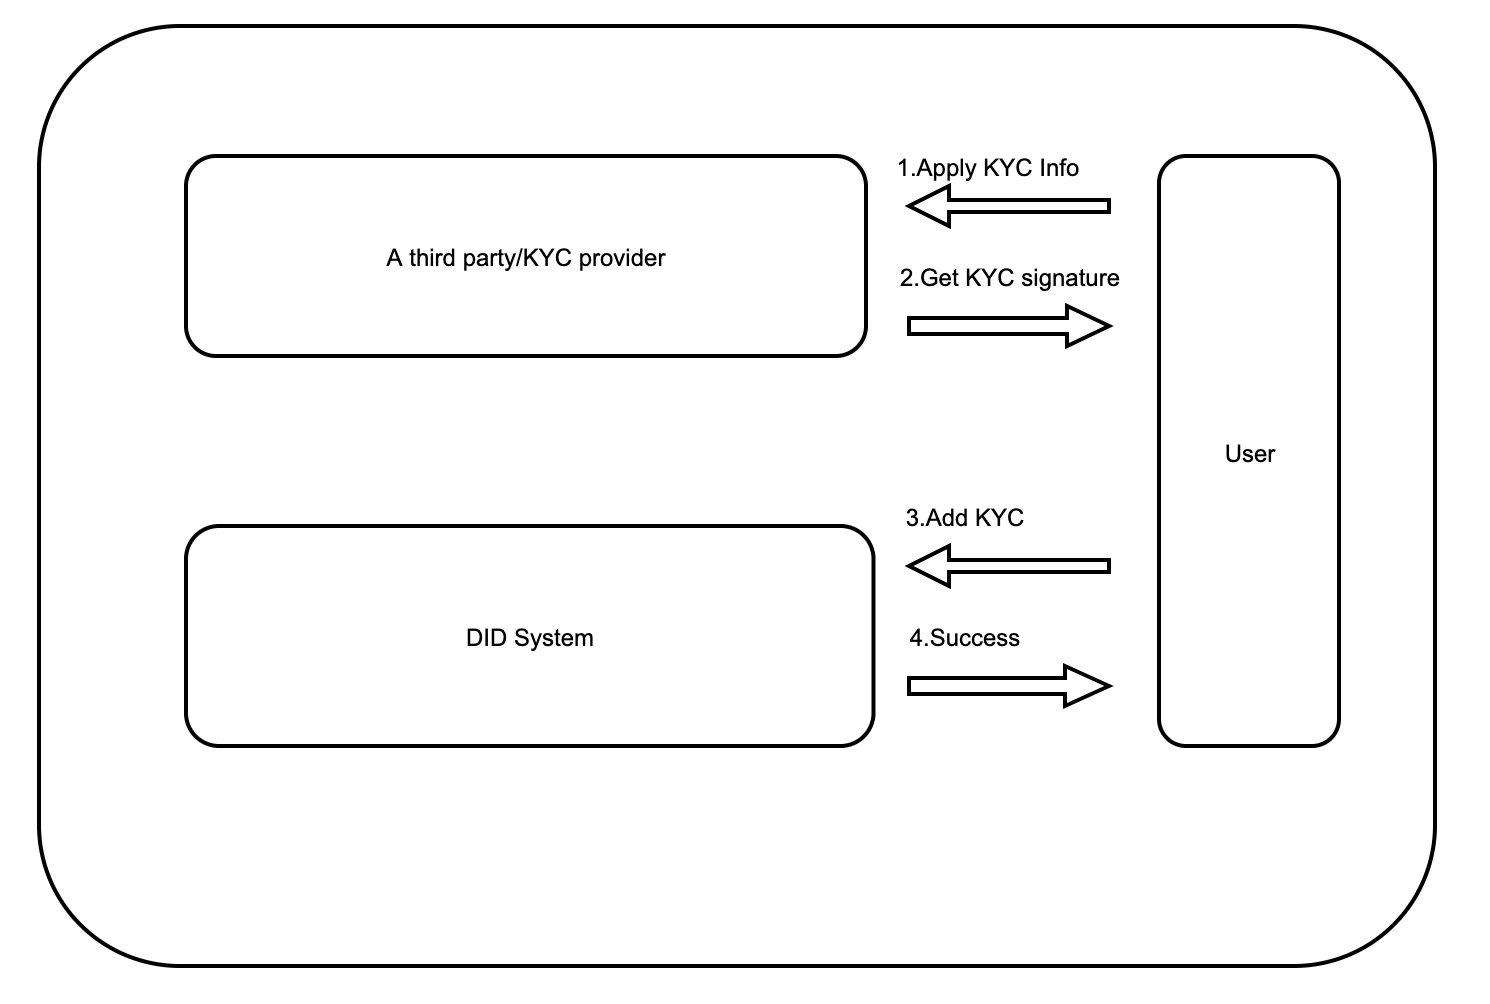 1.Apply KYC Info
A third party/KYC provider
2.Get KYC signature
User
3.Add KYC
DID System
4.Success